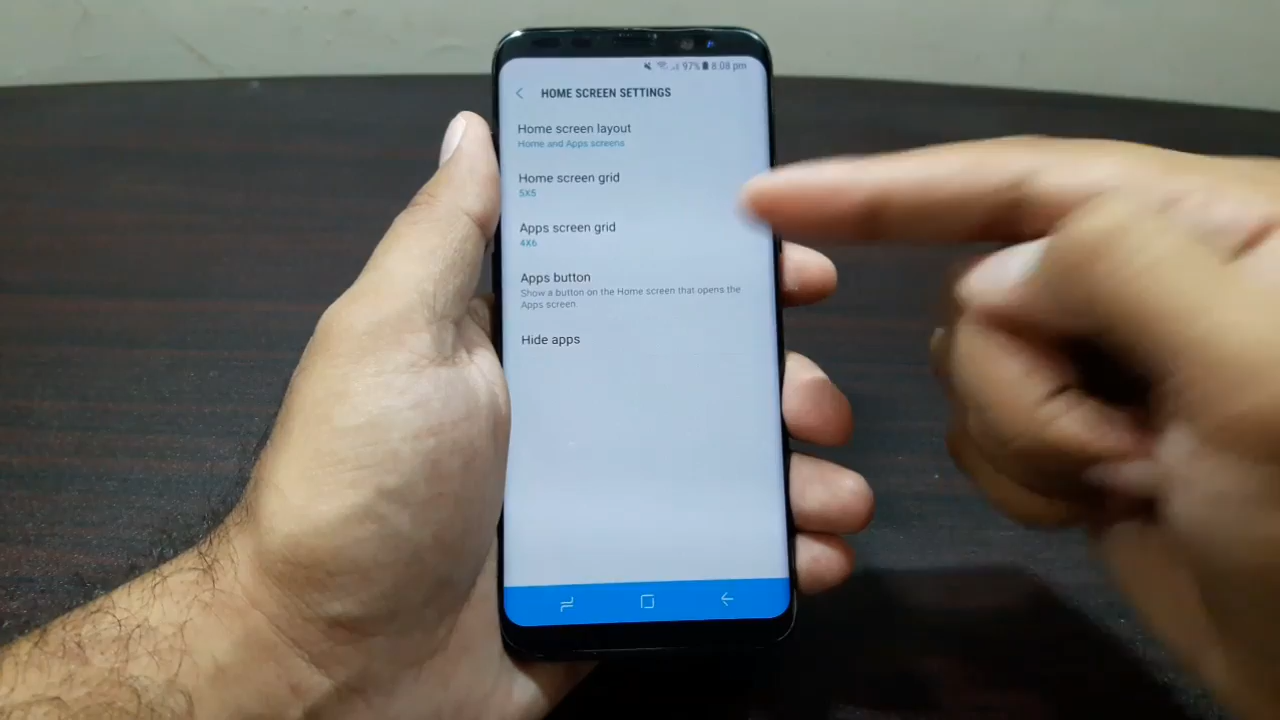 97% 8:08 pm
HOME SCREEN SETTINGS
Home screen layout
Home and Apps screens
Home screen grid
5X5
Apps screen grid
4X6
Apps button
Show a button on the Home screen that opens the
Apps screen.
Hide apps